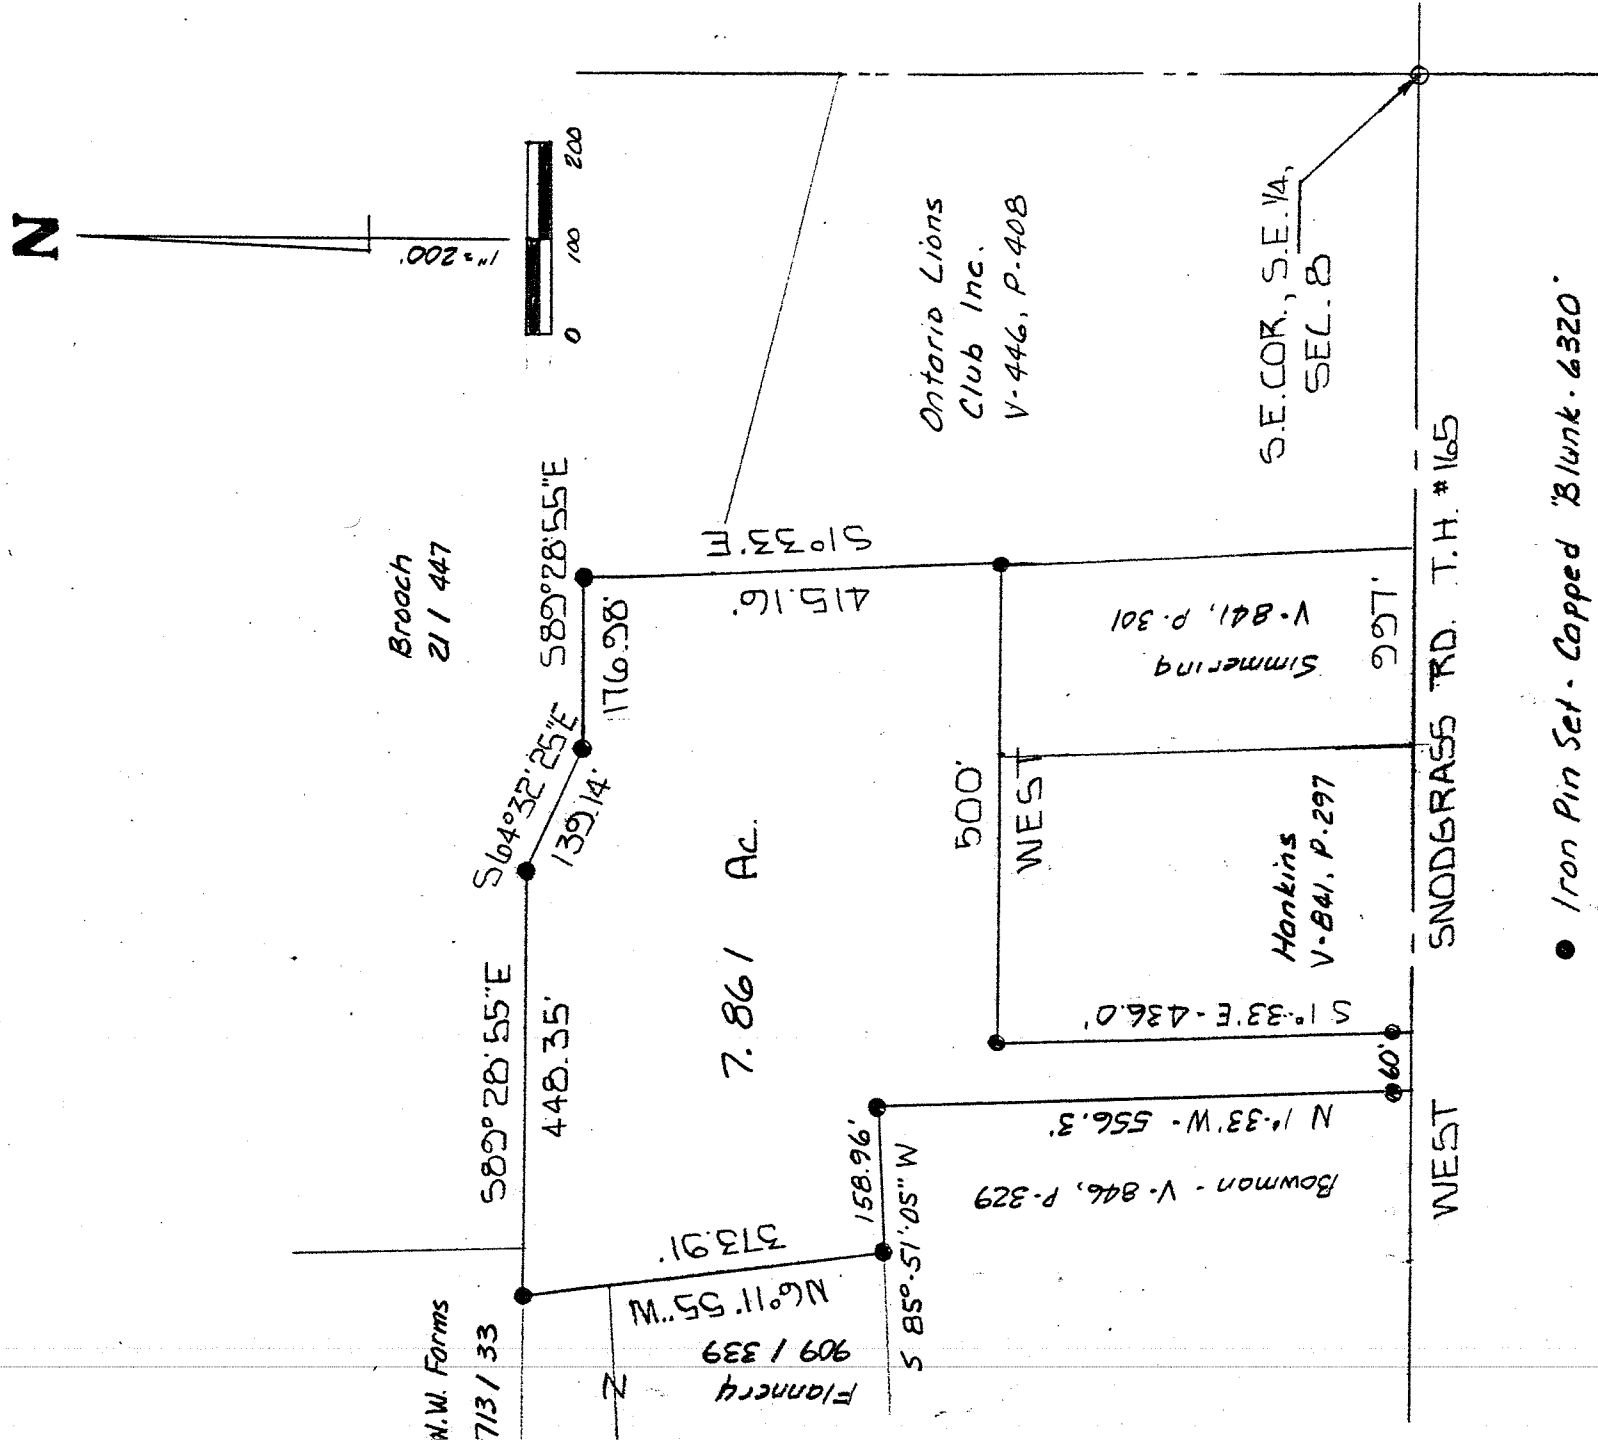 N
1"=200'
0 100 200
Broach
211 447
S89°28'55"E
S64°32'25"E
S89°28'55"E
448.35'
139.14'
176.98'
W.W. Farms
713 / 33
N6°11'55"W
373.91'
Flannery
909 / 339
7.861 Ac.
S1°33'E
415.16'
Ontario Lions
Club Inc.
V-446, P-408
158.96'
S 85°-51'-05" W
500'
WEST
Bowman - V-846, P-329
N 1°-33'W - 556.3'
S 1°-33'E - 436.0'
60'
Hankins
V-841, P-297
Simmering
V-841, P-301
997'
S.E. COR., S.E. 1/4,
SEC. 8
WEST
SNODGRASS RD. T.H. #165
Iron Pin Set - Capped "Blunk - 6320"